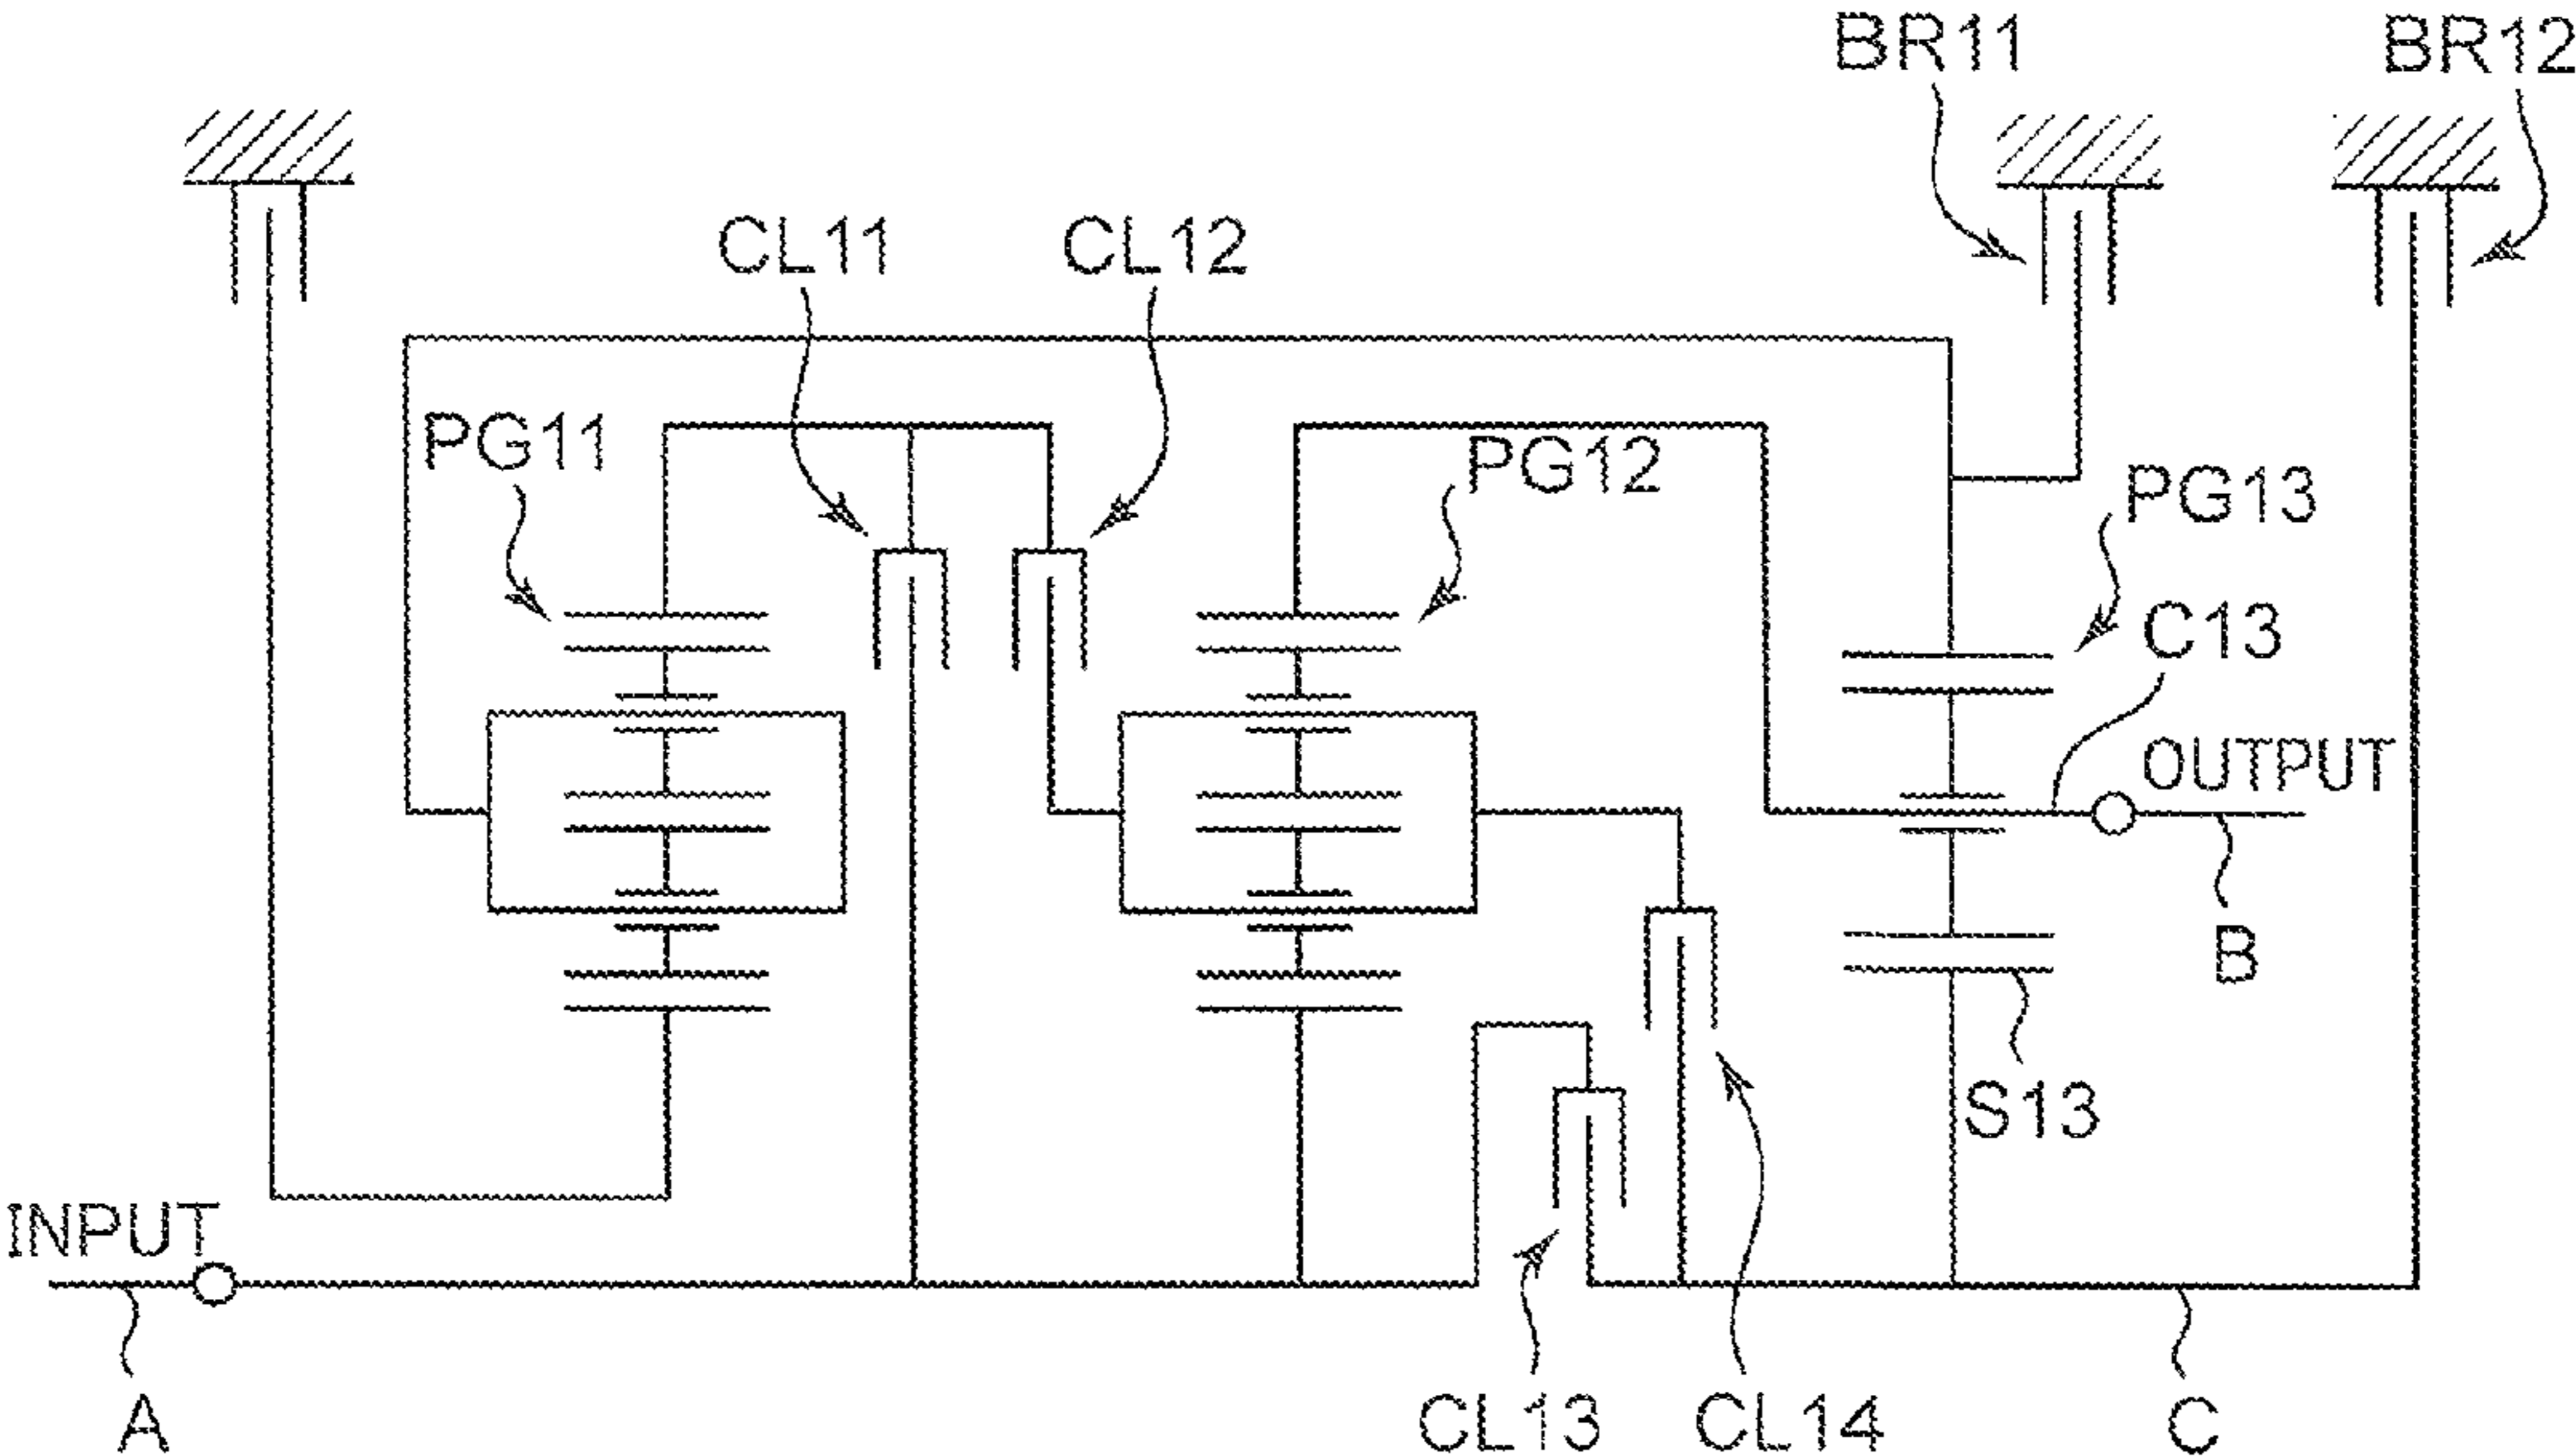 BR11
BR12
CL11
CL12
PG11
PG12
PG13
C13
OUTPUT
B
S13
INPUT
A
CL13
CL14
C